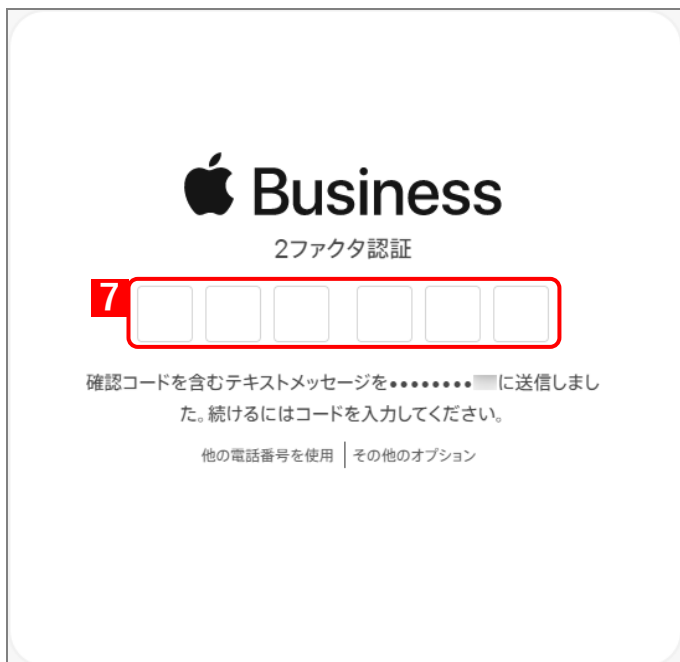 Business
2ファクタ認証
7
確認コードを含むテキストメッセージを••••••••に送信しまし
た。続けるにはコードを入力してください。
他の電話番号を使用 | その他のオプション